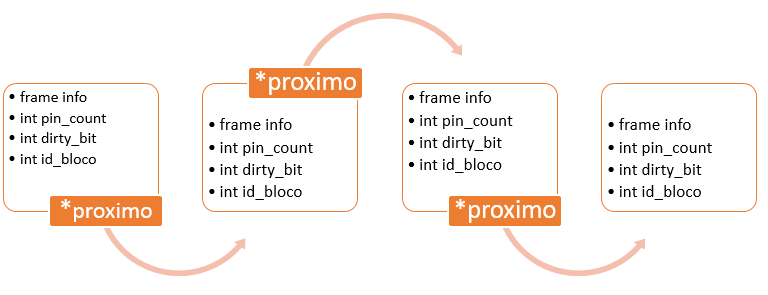 • frame info
• int pin_count
• int dirty_bit
• int id_bloco
*proximo
*proximo
• frame info
• int pin_count
• int dirty_bit
• int id_bloco
• frame info
• int pin_count
• int dirty_bit
• int id_bloco
*proximo
• frame info
• int pin_count
• int dirty_bit
• int id_bloco